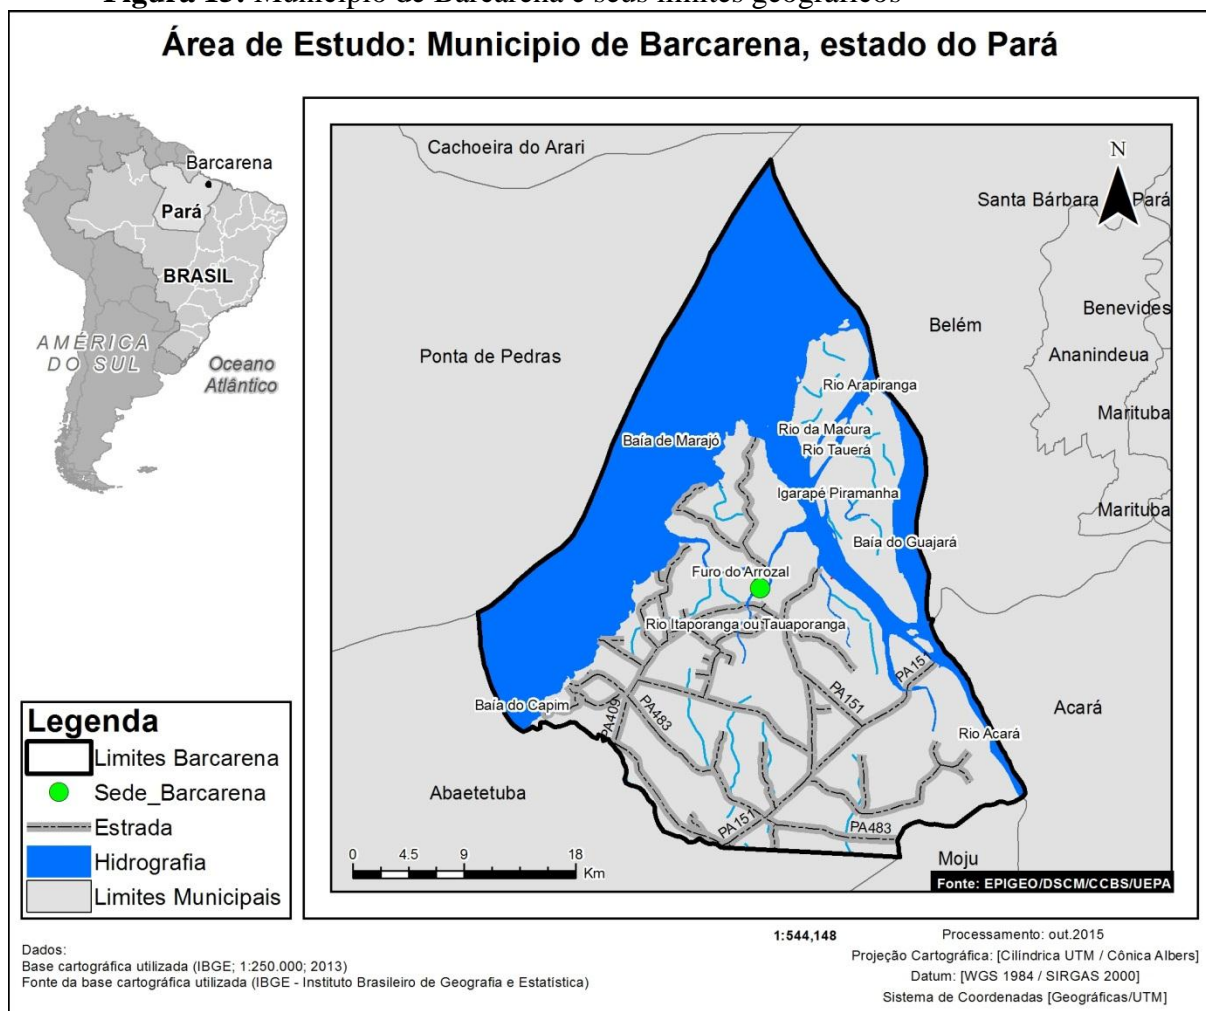 Figura 15: Município de Barcarena e seus limites geográficos
Área de Estudo: Municipio de Barcarena, estado do Pará
Barcarena
Pará
BRASIL
AMÉRICA
DO SUL
Oceano
Atlântico
Cachoeira do Arari
N
Santa Bárbara
Pará
Benevides
Belém
Ananindeua
Ponta de Pedras
Rio Arapiranga
Marituba
Rio da Macura
Baía de Marajó
Rio Tauerá
Igarapé Piramanha
Marituba
Baía do Guajará
Furo do Arrozal
Rio Itaporanga ou Tauaporanga
PA151
PA151
Baía do Capim
PA409
PA483
Acará
Rio Acará
Abaetetuba
PA151
PA483
Moju
0 4.5 9 18
Km
Fonte: EPIGEO/DSCM/CCBS/UEPA
Legenda
Limites Barcarena
Sede_Barcarena
Estrada
Hidrografia
Limites Municipais
Dados:
Base cartográfica utilizada (IBGE; 1:250.000; 2013)
Fonte da base cartográfica utilizada (IBGE - Instituto Brasileiro de Geografia e Estatística)
1:544,148
Processamento: out.2015
Projeção Cartográfica: [Cilíndrica UTM / Cônica Albers]
Datum: [WGS 1984 / SIRGAS 2000]
Sistema de Coordenadas [Geográficas/UTM]